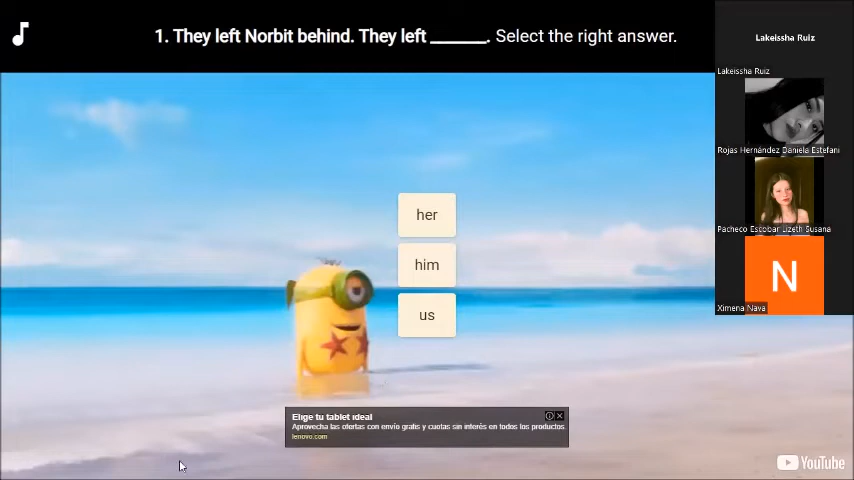 1. They left Norbit behind. They left ______. Select the right answer.
Lakeissha Ruiz
Lakeissha Ruiz
Rojas Hernández Daniela Estefani
Pacheco Escobar Lizeth Susana
N
Ximena Nava
her
him
us
Elige tu tablet ideal
Aprovecha las ofertas con envío gratis y cuotas sin interés en todos los productos.
lenovo.com
YouTube